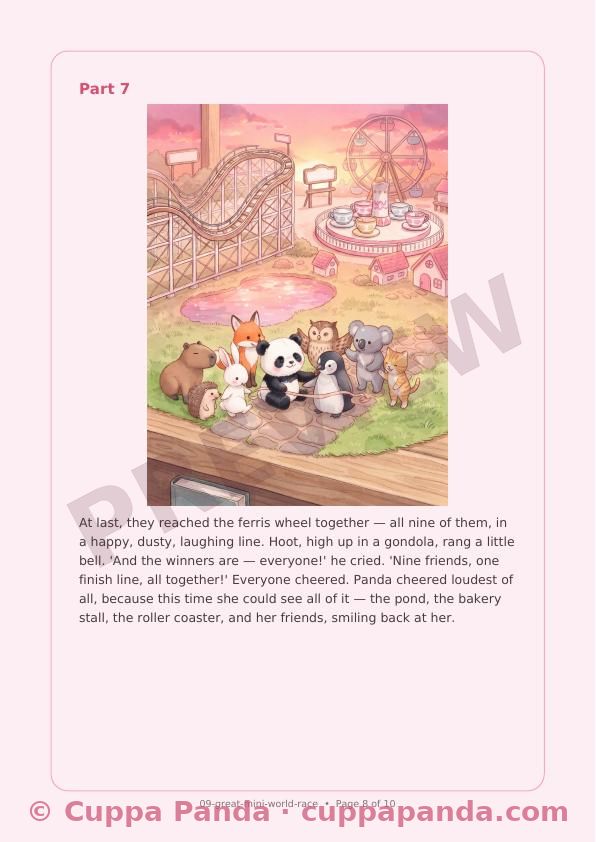 Part 7
At last, they reached the ferris wheel together — all nine of them, in
a happy, dusty, laughing line. Hoot, high up in a gondola, rang a little
bell. 'And the winners are — everyone!' he cried. 'Nine friends, one
finish line, all together!' Everyone cheered. Panda cheered loudest of
all, because this time she could see all of it — the pond, the bakery
stall, the roller coaster, and her friends, smiling back at her.
PREVIEW
09-great-mini-world-race • Page 8 of 10
© Cuppa Panda · cuppapanda.com